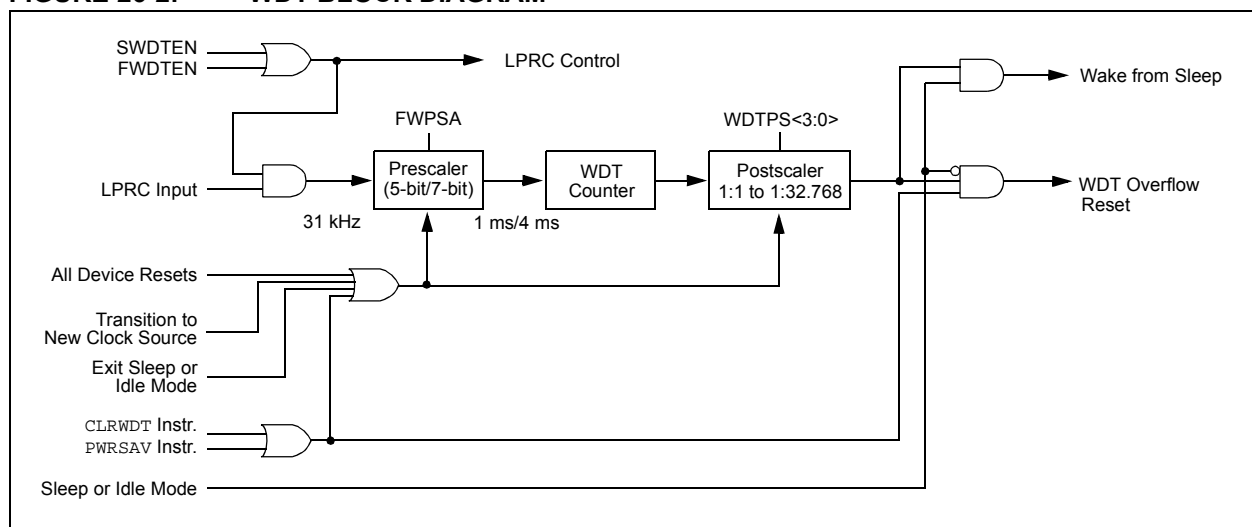 SWDTEN
FWDTEN
LPRC Control
Wake from Sleep
FWPSA
WDTPS<3:0>
LPRC Input
Prescaler
(5-bit/7-bit)
WDT
Counter
Postscaler
1:1 to 1:32.768
WDT Overflow
Reset
31 kHz
1 ms/4 ms
All Device Resets
Transition to
New Clock Source
Exit Sleep or
Idle Mode
CLRWDT Instr.
PWRSAV Instr.
Sleep or Idle Mode